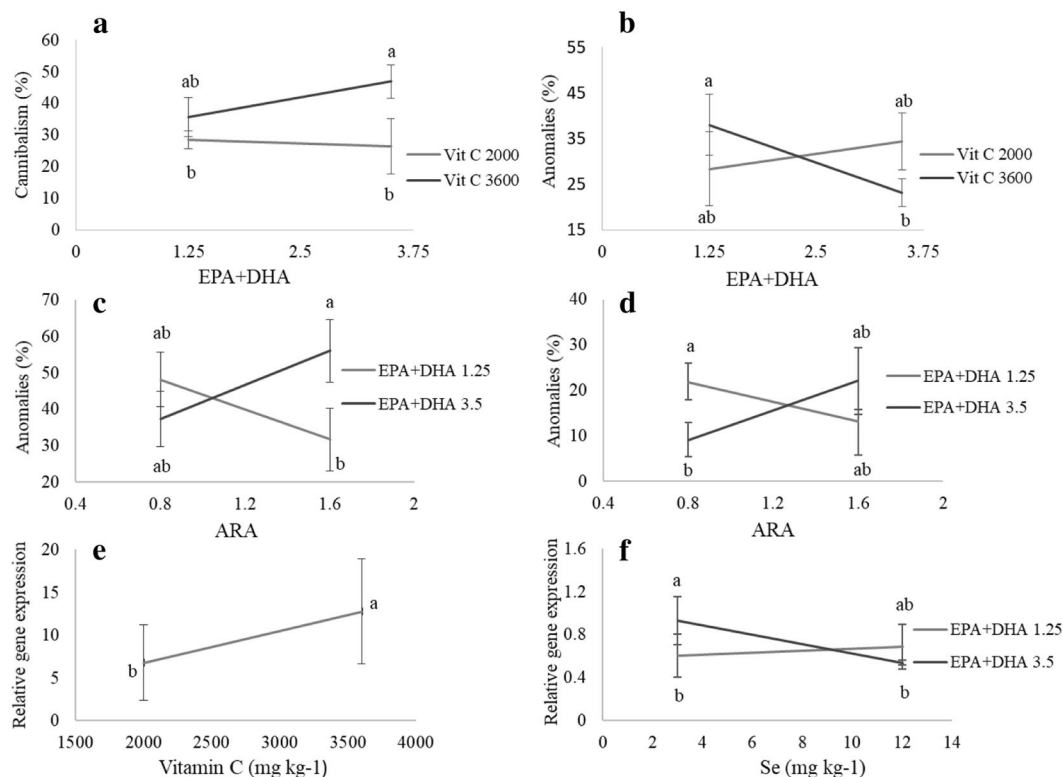 a
60
50
40
30
20
10
0
Cannibalism (%)
ab
a
b
b
Vit C 2000
Vit C 3600
0
1.25
2.5
3.75
EPA+DHA
b
55
45
35
25
15
Anomalies (%)
a
ab
ab
b
Vit C 2000
Vit C 3600
0
1.25
2.5
3.75
EPA+DHA
c
70
60
50
40
30
20
Anomalies (%)
ab
a
ab
b
EPA+DHA 1.25
EPA+DHA 3.5
0.4
0.8
1.2
1.6
2
ARA
d
40
30
20
10
0
Anomalies (%)
a
ab
b
ab
EPA+DHA 1.25
EPA+DHA 3.5
0.4
0.8
1.2
1.6
2
ARA
e
20
15
10
5
0
Relative gene expression
b
a
1500
2000
2500
3000
3500
4000
Vitamin C (mg kg-1)
f
1.6
1.2
0.8
0.4
0
Relative gene expression
a
ab
b
b
EPA+DHA 1.25
EPA+DHA 3.5
0
2
4
6
8
10
12
14
Se (mg kg-1)